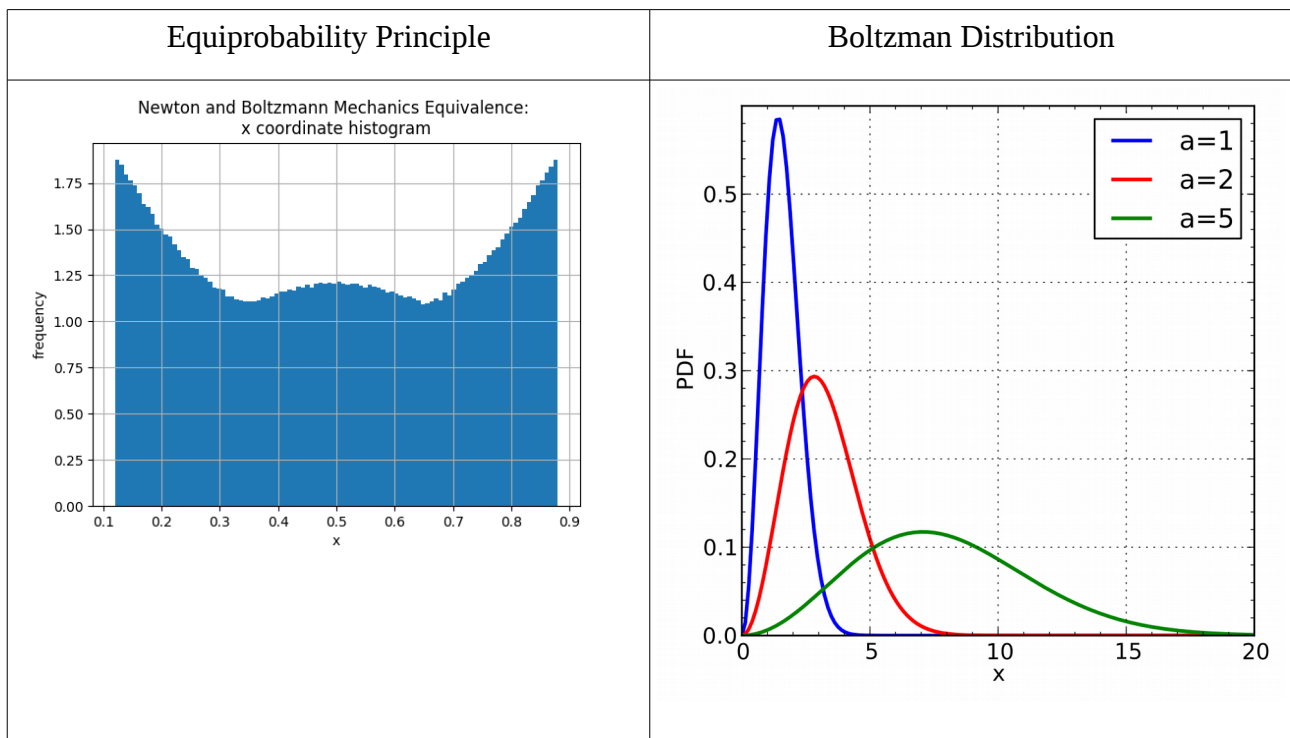 Equiprobability Principle
Boltzman Distribution
Newton and Boltzmann Mechanics Equivalence:
x coordinate histogram
frequency
1.75
1.50
1.25
1.00
0.75
0.50
0.25
0.00
0.1 0.2 0.3 0.4 0.5 0.6 0.7 0.8 0.9
x
a=1
a=2
a=5
PDF
0.5
0.4
0.3
0.2
0.1
0.0
0 5 10 15 20
x